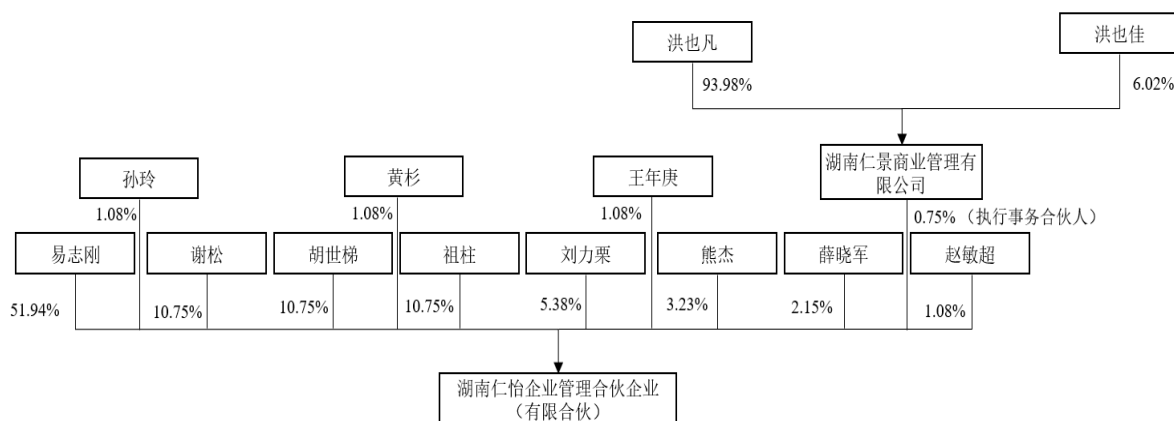 洪也凡
洪也佳
93.98%
6.02%
孙玲
黄杉
王年庚
湖南仁景商业管理有
限公司
1.08%
1.08%
1.08%
0.75%（执行事务合伙人）
易志刚
谢松
胡世梯
祖柱
刘力栗
熊杰
薛晓军
赵敏超
51.94%
10.75%
10.75%
10.75%
5.38%
3.23%
2.15%
1.08%
湖南仁怡企业管理合伙企业
（有限合伙）